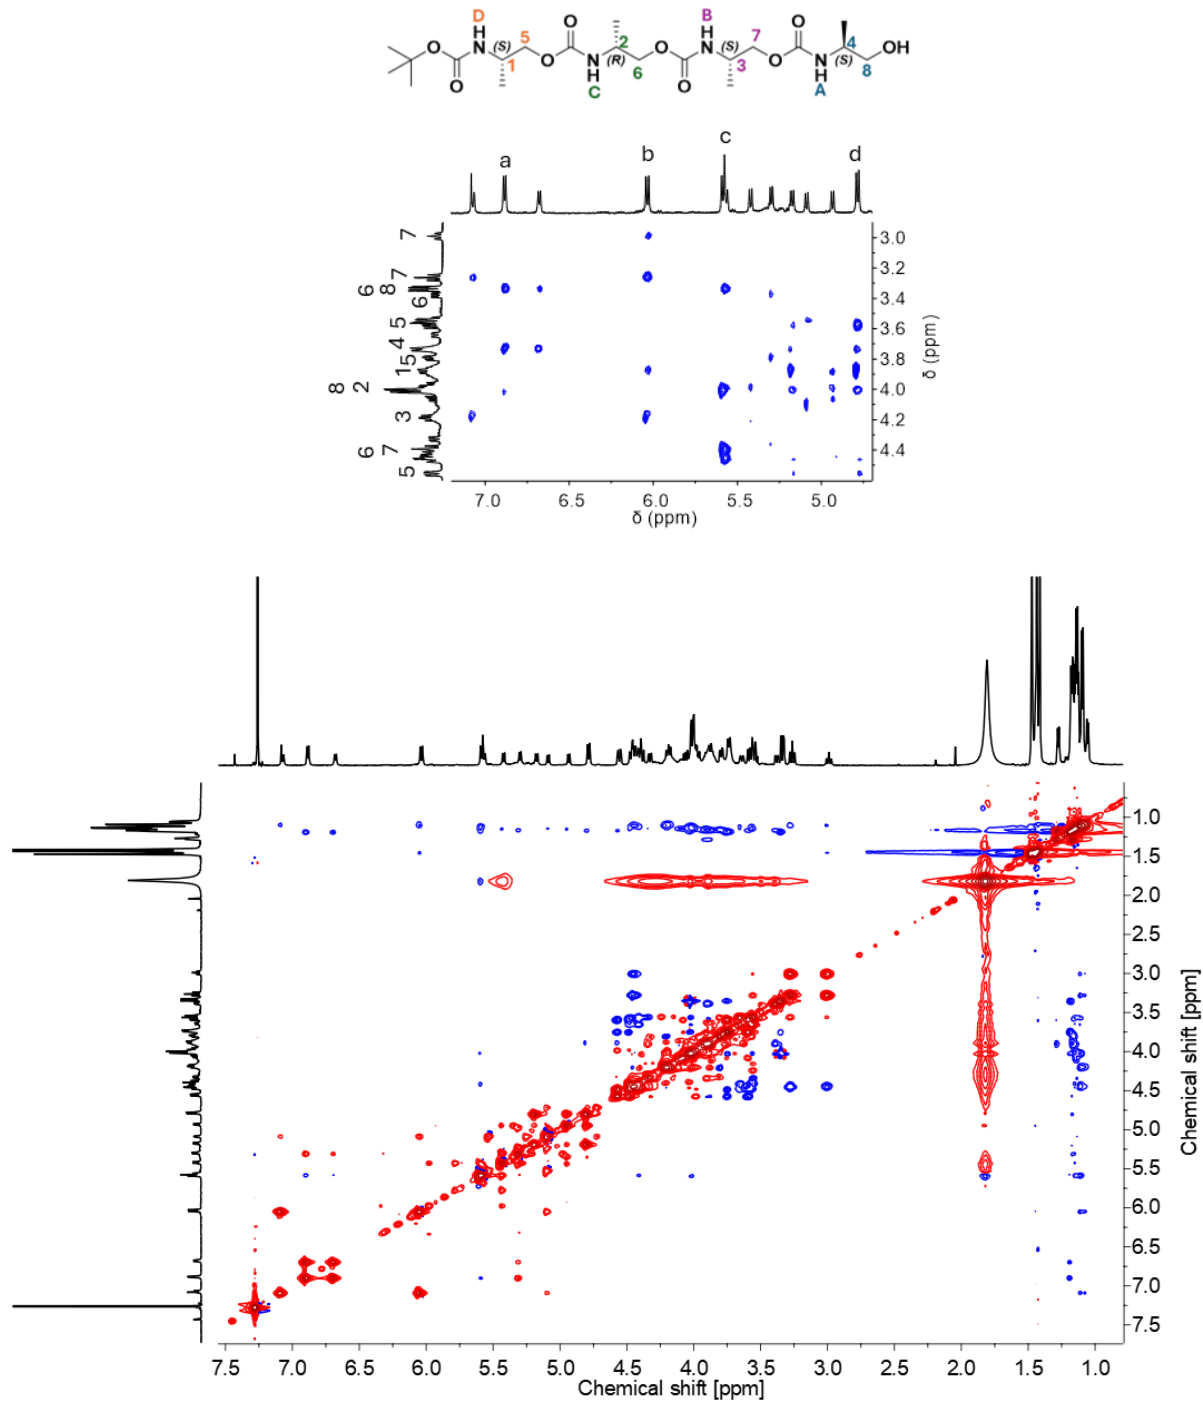 D H N (S) 5 O O 2 O B H N (S) 7 O O 4 OH
O O 1 O N H (R) 6 O 3 O N H (S) 8
C A
a b c d
7
7
6 8 6
5
4
1 5
8 2
3
6 7
5
3.0
3.2
3.4
3.6
3.8
4.0
4.2
4.4
δ (ppm)
7.0 6.5 6.0 5.5 5.0
δ (ppm)
1.0
1.5
2.0
2.5
3.0
3.5
4.0
4.5
5.0
5.5
6.0
6.5
7.0
7.5
Chemical shift [ppm]
7.5 7.0 6.5 6.0 5.5 5.0 4.5 4.0 3.5 3.0 2.5 2.0 1.5 1.0
Chemical shift [ppm]